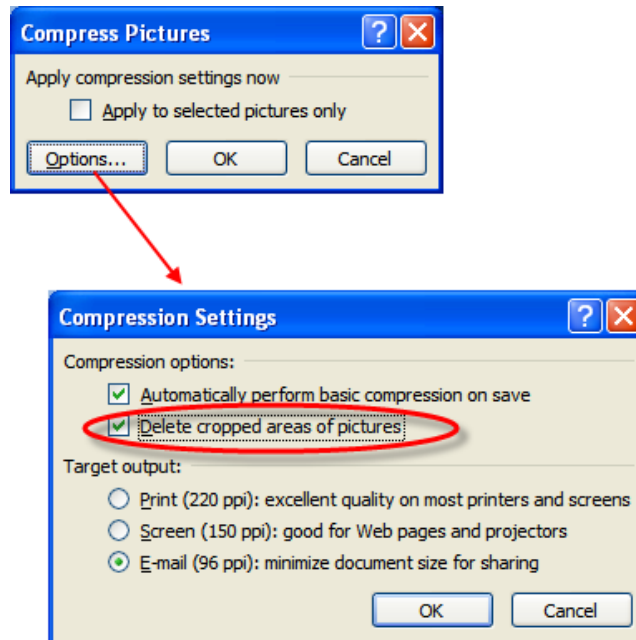 Compress Pictures
Apply compression settings now
Apply to selected pictures only
Options... OK Cancel
Compression Settings
Compression options:
Automatically perform basic compression on save
Delete cropped areas of pictures
Target output:
Print (220 ppi): excellent quality on most printers and screens
Screen (150 ppi): good for Web pages and projectors
E-mail (96 ppi): minimize document size for sharing
OK Cancel